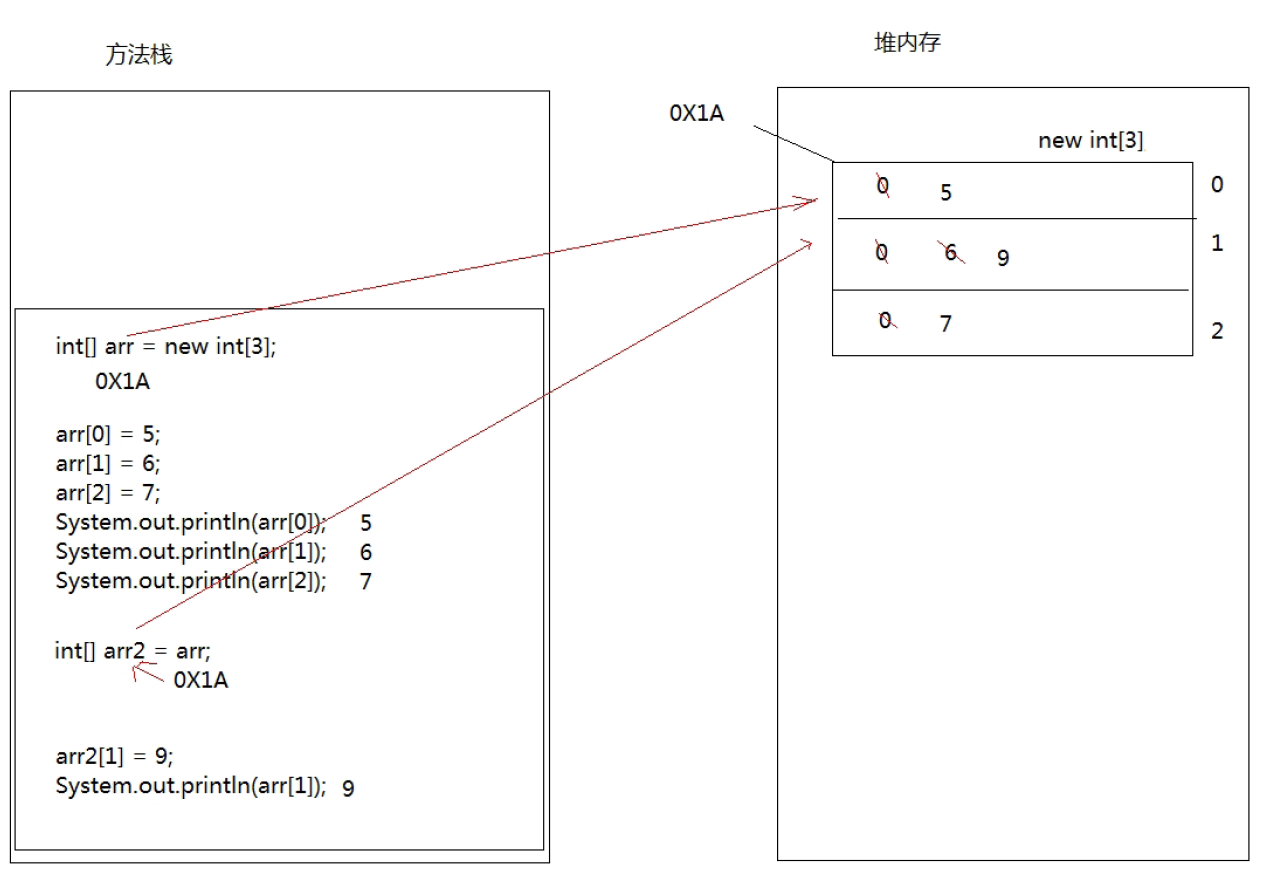 方法栈
堆内存
0X1A
new int[3]
0 5 0
0 6 9 1
0 7 2
int[] arr = new int[3];
0X1A
arr[0] = 5;
arr[1] = 6;
arr[2] = 7;
System.out.println(arr[0]); 5
System.out.println(arr[1]); 6
System.out.println(arr[2]); 7
int[] arr2 = arr;
0X1A
arr2[1] = 9;
System.out.println(arr[1]); 9